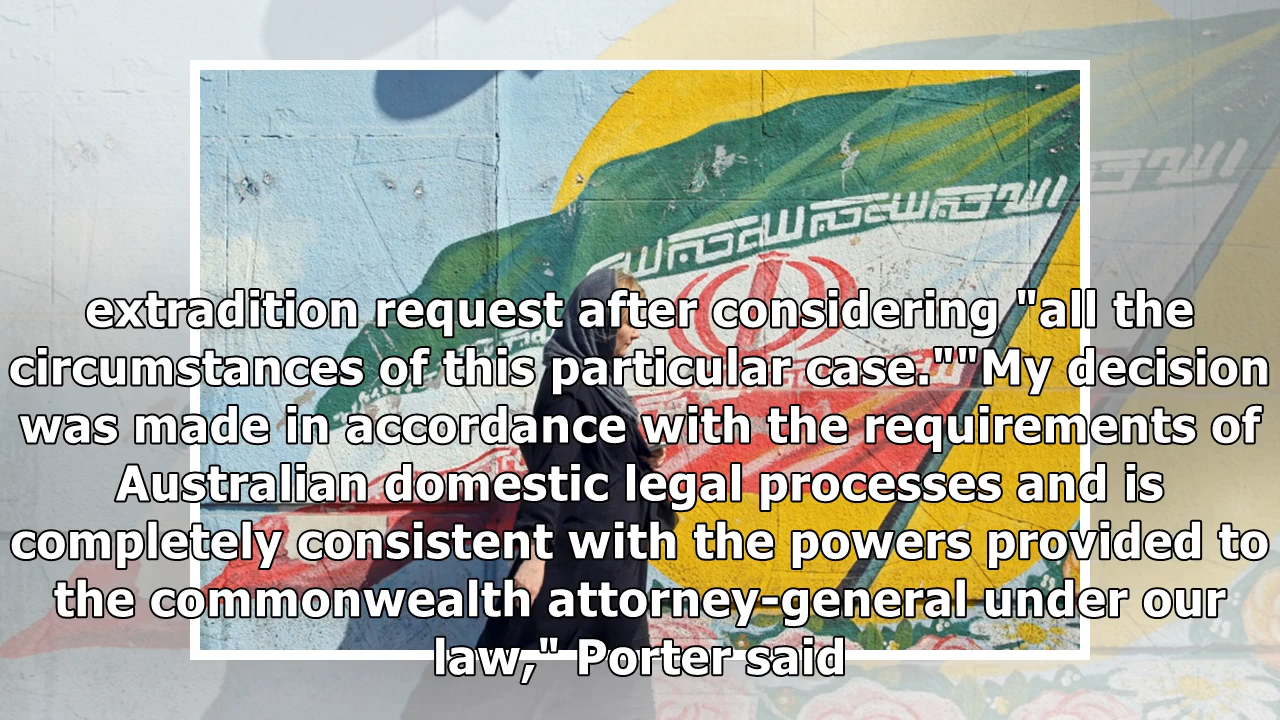 الله
extradition request after considering "all the
circumstances of this particular case.""My decision
was made in accordance with the requirements of
Australian domestic legal processes and is
completely consistent with the powers provided to
the commonwealth attorney-general under our
law," Porter said